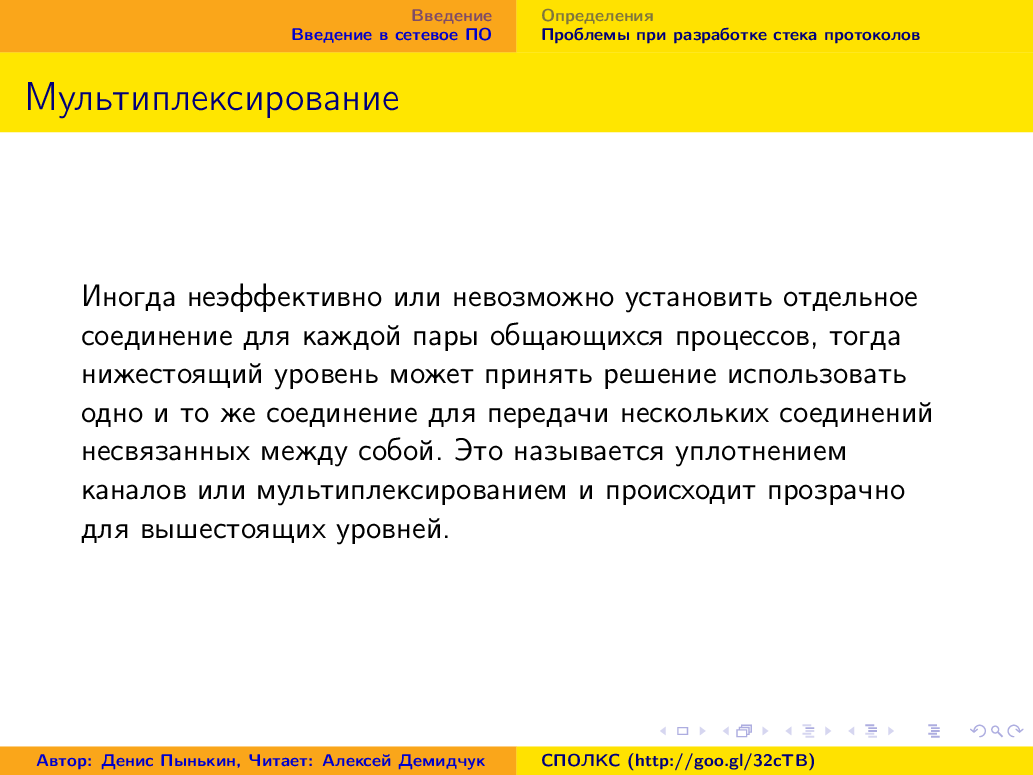 Введение
Введение в сетевое ПО
Определения
Проблемы при разработке стека протоколов
Мультиплексирование
Иногда неэффективно или невозможно установить отдельное
соединение для каждой пары общающихся процессов, тогда
нижестоящий уровень может принять решение использовать
одно и то же соединение для передачи нескольких соединений
несвязанных между собой. Это называется уплотнением
каналов или мультиплексированием и происходит прозрачно
для вышестоящих уровней.
Автор: Денис Пынькин, Читает: Алексей Демидчук
СПОЛКС (http://goo.gl/32cTB)